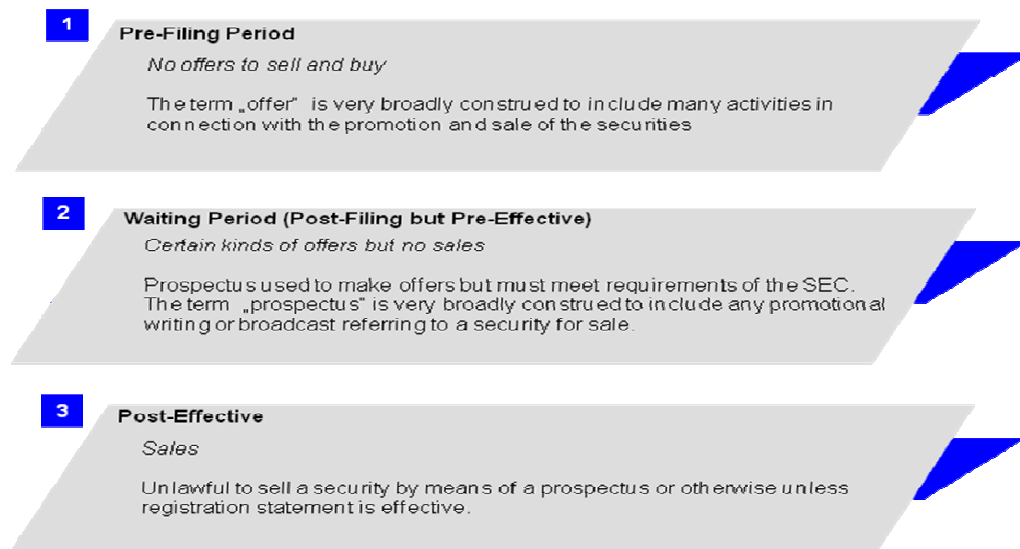 1
Pre-Filing Period
No offers to sell and buy
The term „offer” is very broadly construed to include many activities in
connection with the promotion and sale of the securities
2
Waiting Period (Post-Filing but Pre-Effective)
Certain kinds of offers but no sales
Prospectus used to make offers but must meet requirements of the SEC.
The term „prospectus” is very broadly construed to include any promotional
writing or broadcast referring to a security for sale.
3
Post-Effective
Sales
Unlawful to sell a security by means of a prospectus or otherwise unless
registration statement is effective.